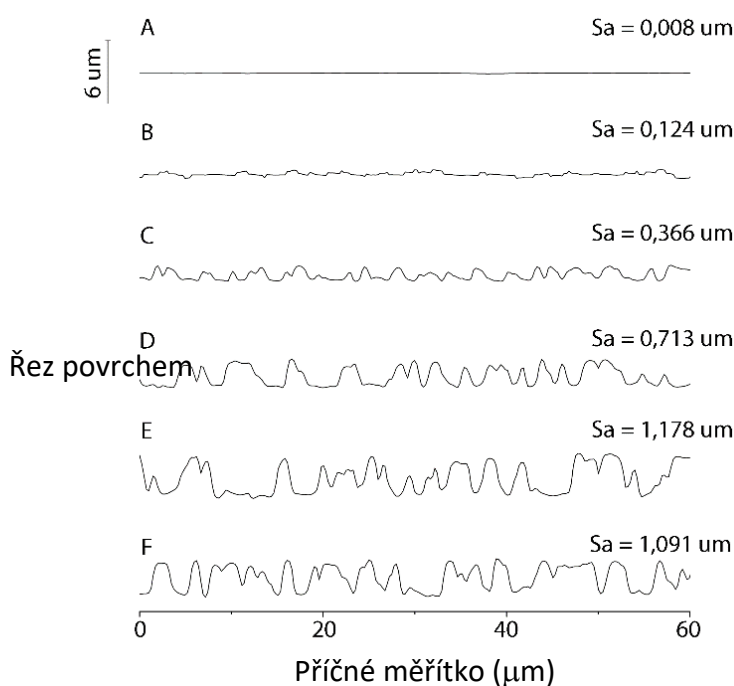 A Sa = 0,008 um
6 um
B Sa = 0,124 um
C Sa = 0,366 um
D Sa = 0,713 um
Řez povrchem
E Sa = 1,178 um
F Sa = 1,091 um
0 20 40 60
Příčné měřítko (μm)